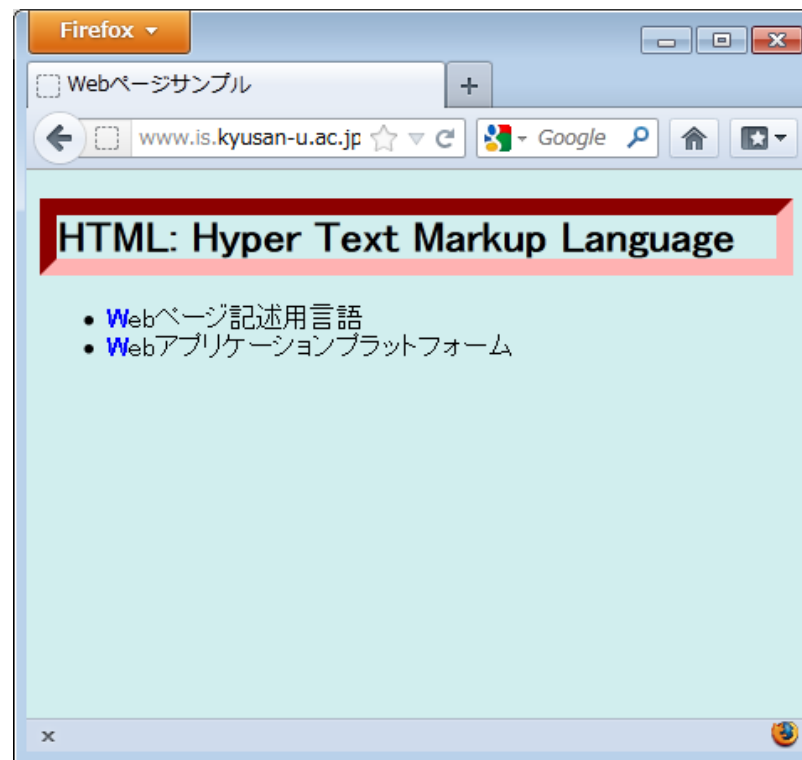 Firefox
Webページサンプル
www.is.kyusan-u.ac.jp
Google
HTML: Hyper Text Markup Language
• Webページ記述用言語
• Webアプリケーションプラットフォーム